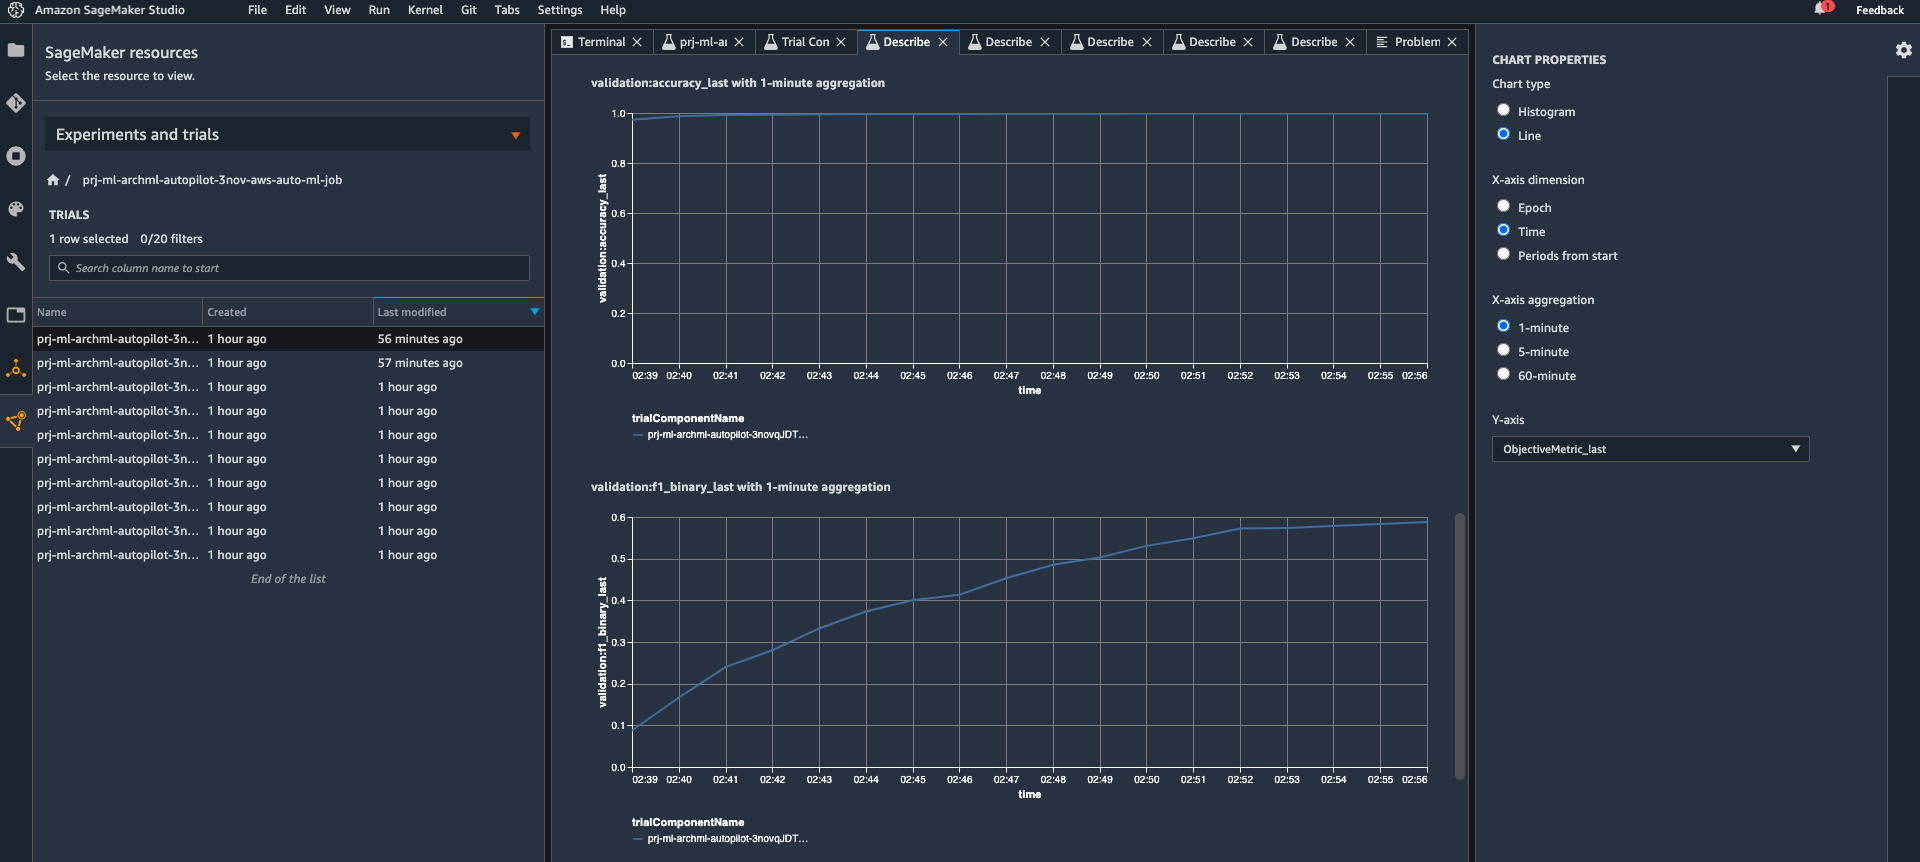 Amazon SageMaker Studio File Edit View Run Kernel Git Tabs Settings Help 1 Feedback
SageMaker resources
Select the resource to view.
Experiments and trials
/ prj-ml-archml-autopilot-3nov-aws-auto-ml-job
TRIALS
1 row selected 0/20 filters
Search column name to start
Name Created Last modified
prj-ml-archml-autopilot-3n... 1 hour ago 56 minutes ago
prj-ml-archml-autopilot-3n... 1 hour ago 57 minutes ago
prj-ml-archml-autopilot-3n... 1 hour ago 1 hour ago
prj-ml-archml-autopilot-3n... 1 hour ago 1 hour ago
prj-ml-archml-autopilot-3n... 1 hour ago 1 hour ago
prj-ml-archml-autopilot-3n... 1 hour ago 1 hour ago
prj-ml-archml-autopilot-3n... 1 hour ago 1 hour ago
prj-ml-archml-autopilot-3n... 1 hour ago 1 hour ago
prj-ml-archml-autopilot-3n... 1 hour ago 1 hour ago
prj-ml-archml-autopilot-3n... 1 hour ago 1 hour ago
End of the list
Terminal prj-ml-ar Trial Con Describe Describe Describe Describe Describe Problem
validation:accuracy_last with 1-minute aggregation
validation:accuracy_last
1.0
0.8
0.6
0.4
0.2
0.0
02:39 02:40 02:41 02:42 02:43 02:44 02:45 02:46 02:47 02:48 02:49 02:50 02:51 02:52 02:53 02:54 02:55 02:56
time
trialComponentName
prj-ml-archml-autopilot-3novqJDT...
validation:f1_binary_last with 1-minute aggregation
validation:f1_binary_last
0.6
0.5
0.4
0.3
0.2
0.1
0.0
02:39 02:40 02:41 02:42 02:43 02:44 02:45 02:46 02:47 02:48 02:49 02:50 02:51 02:52 02:53 02:54 02:55 02:56
time
trialComponentName
prj-ml-archml-autopilot-3novqJDT...
CHART PROPERTIES
Chart type
Histogram
Line
X-axis dimension
Epoch
Time
Periods from start
X-axis aggregation
1-minute
5-minute
60-minute
Y-axis
ObjectiveMetric_last